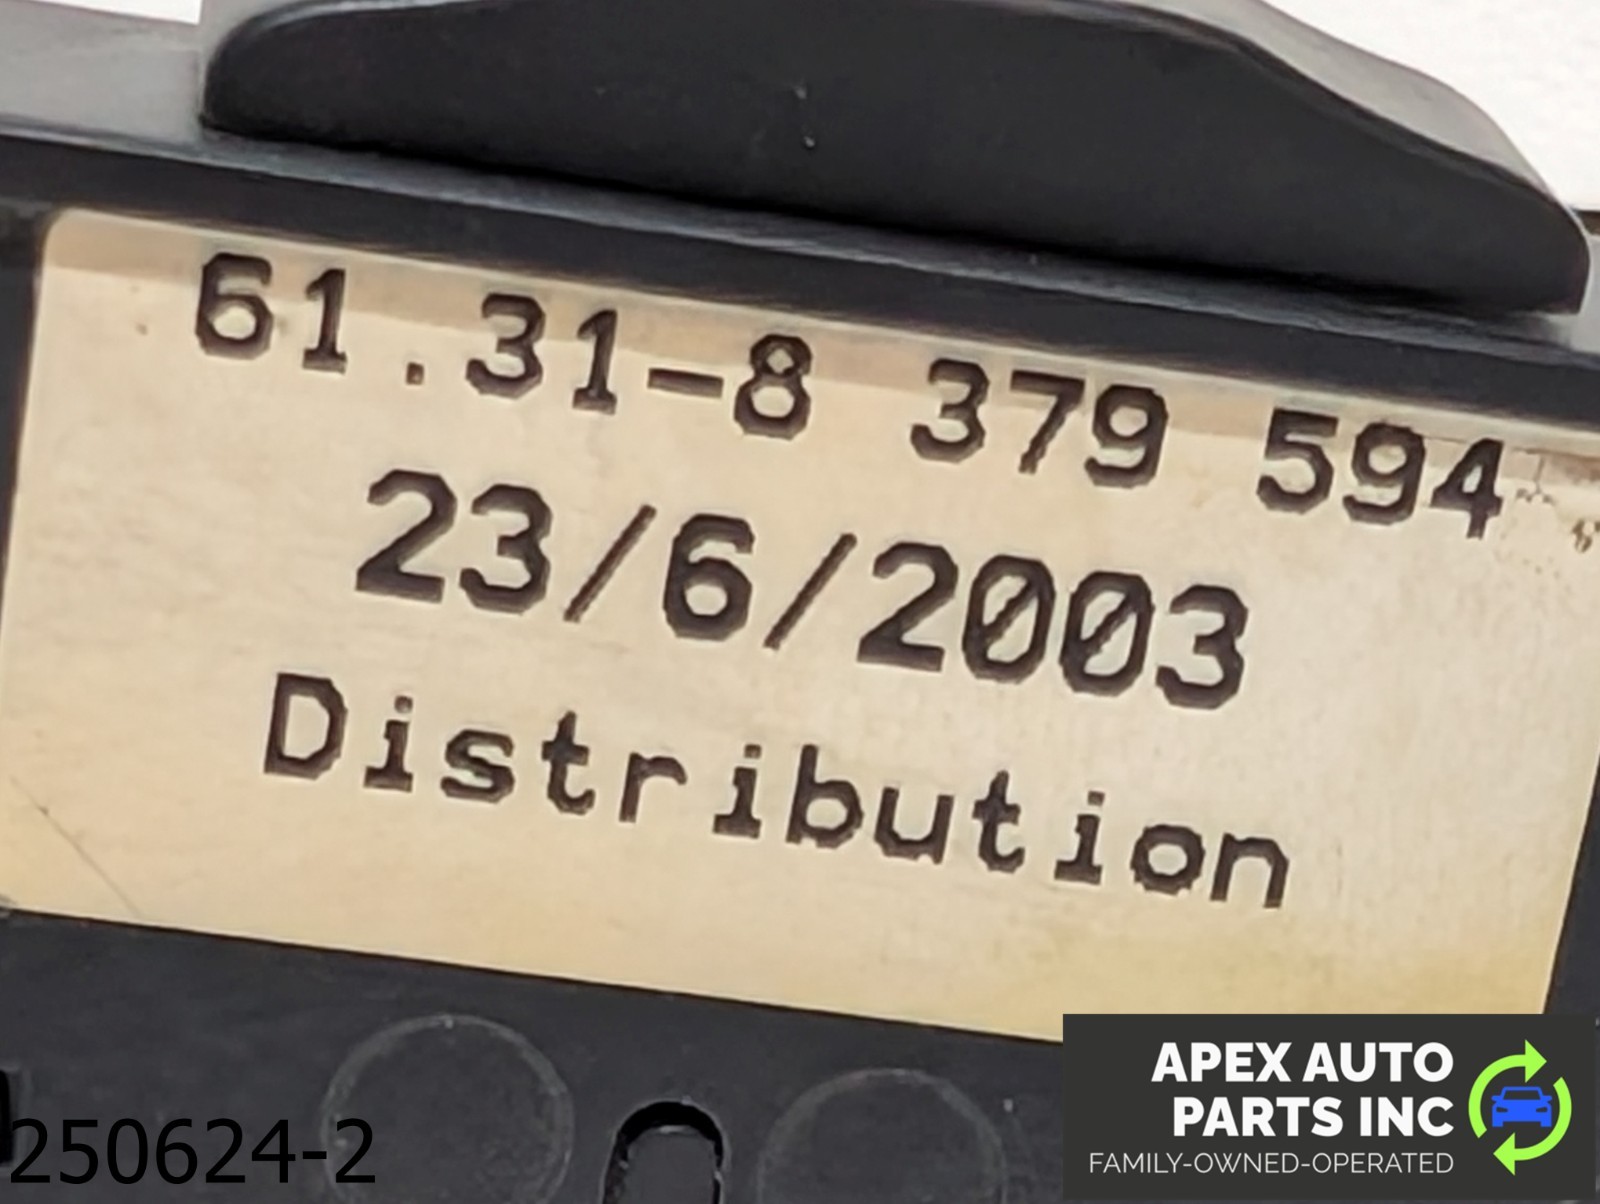 61.31-8 379 594
23/6/2003
Distribution
250624-2
APEX AUTO
PARTS INC
FAMILY-OWNED-OPERATED